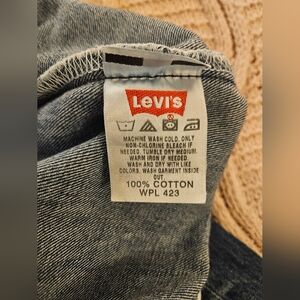 LEVI'S
MACHINE WASH COLD. ONLY
NON-CHLORINE BLEACH IF
NEEDED. TUMBLE DRY MEDIUM.
WARM IRON IF NEEDED.
WASH AND DRY WITH LIKE
COLORS. WASH GARMENT INSIDE
OUT.
100% COTTON
WPL 423